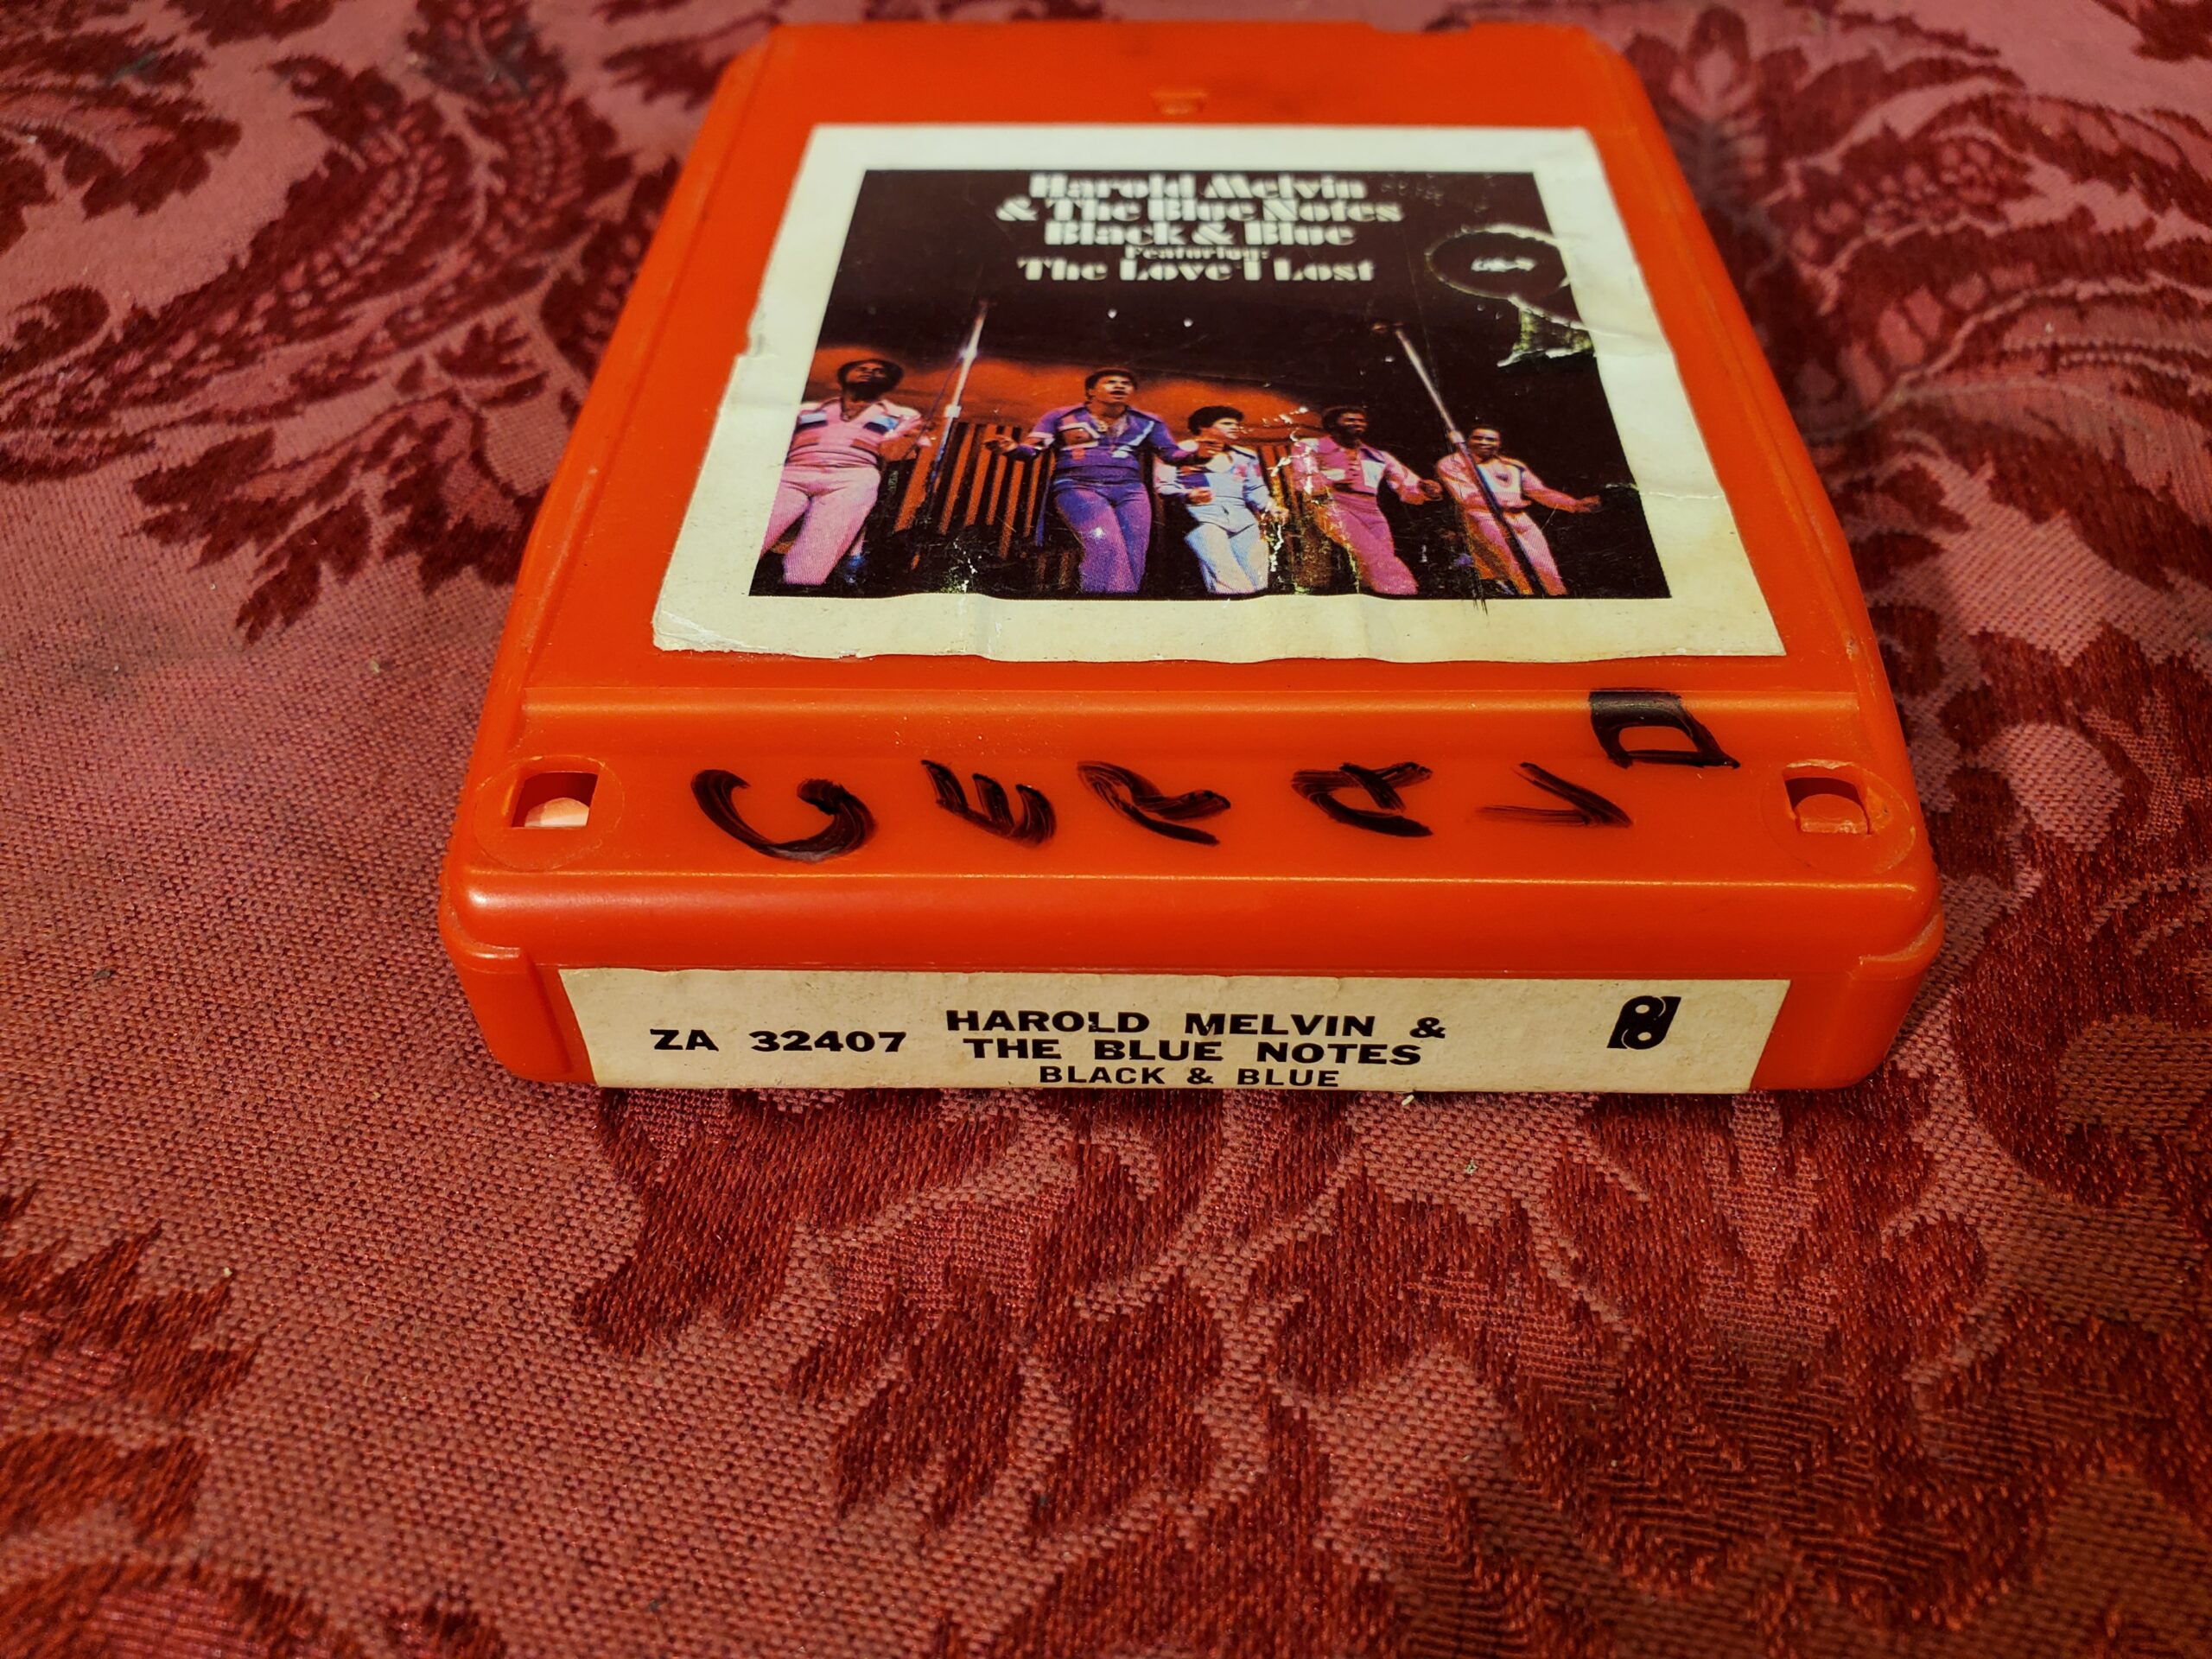 Harold Melvin
& The Blue Notes
Black & Blue
Featuring:
The Love I Lost
GERALD
ZA 32407 HAROLD MELVIN &
THE BLUE NOTES
BLACK & BLUE